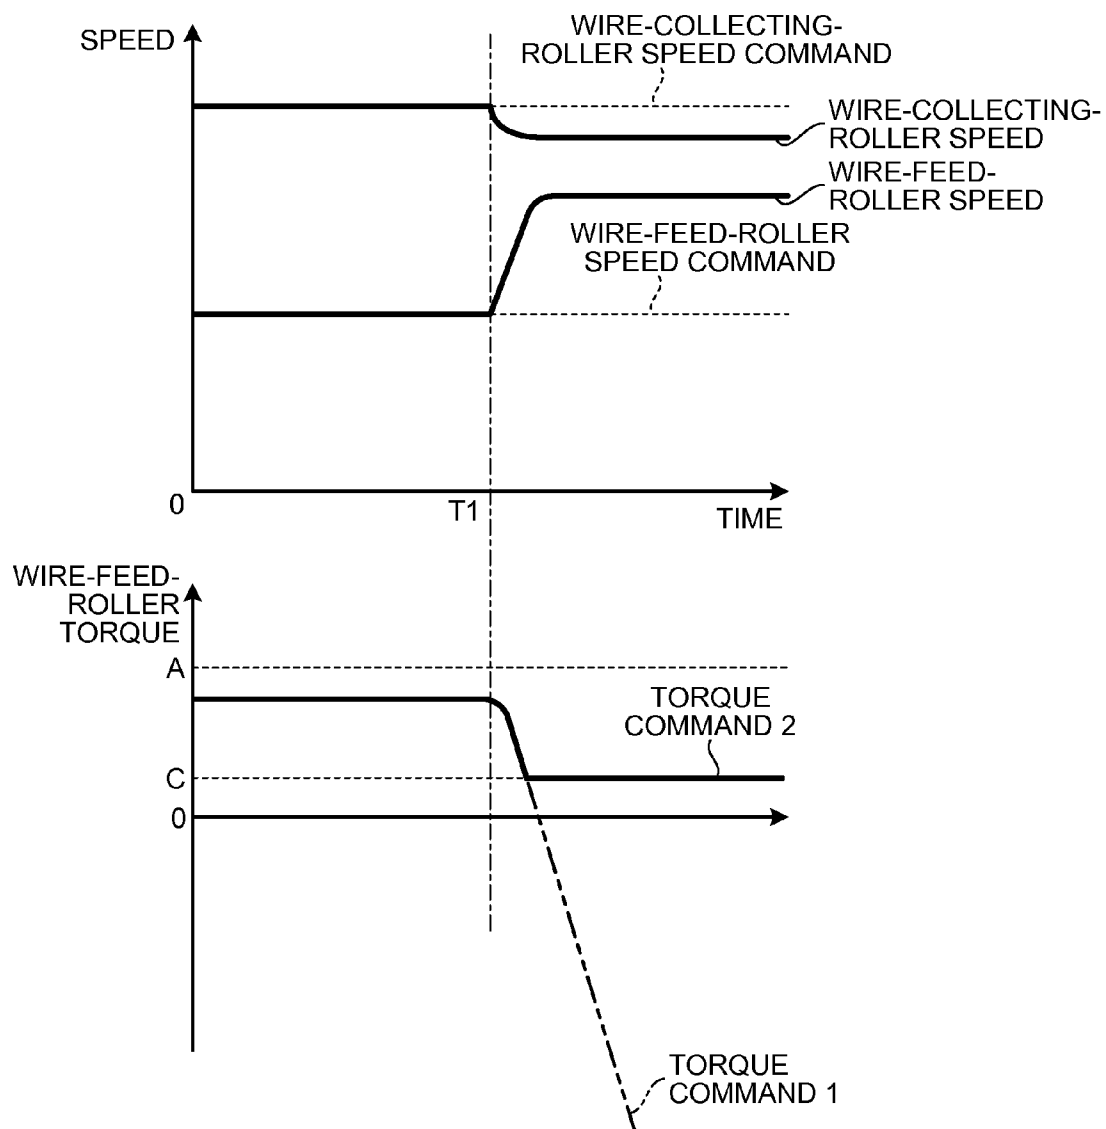 WIRE-COLLECTING-
ROLLER SPEED COMMAND
SPEED
WIRE-COLLECTING-
ROLLER SPEED
WIRE-FEED-
ROLLER SPEED
WIRE-FEED-ROLLER
SPEED COMMAND
0
T1
TIME
WIRE-FEED-
ROLLER
TORQUE
A
TORQUE
COMMAND 2
C
0
TORQUE
COMMAND 1